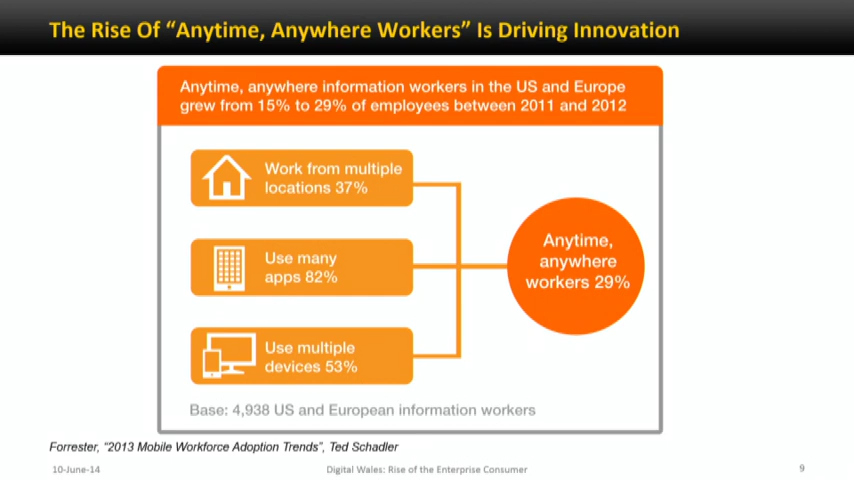 The Rise Of “Anytime, Anywhere Workers” Is Driving Innovation
Anytime, anywhere information workers in the US and Europe
grew from 15% to 29% of employees between 2011 and 2012
Work from multiple
locations 37%
Use many
apps 82%
Use multiple
devices 53%
Anytime,
anywhere
workers 29%
Base: 4,938 US and European information workers
Forrester, “2013 Mobile Workforce Adoption Trends”, Ted Schadler
10-June-14
Digital Wales: Rise of the Enterprise Consumer
9